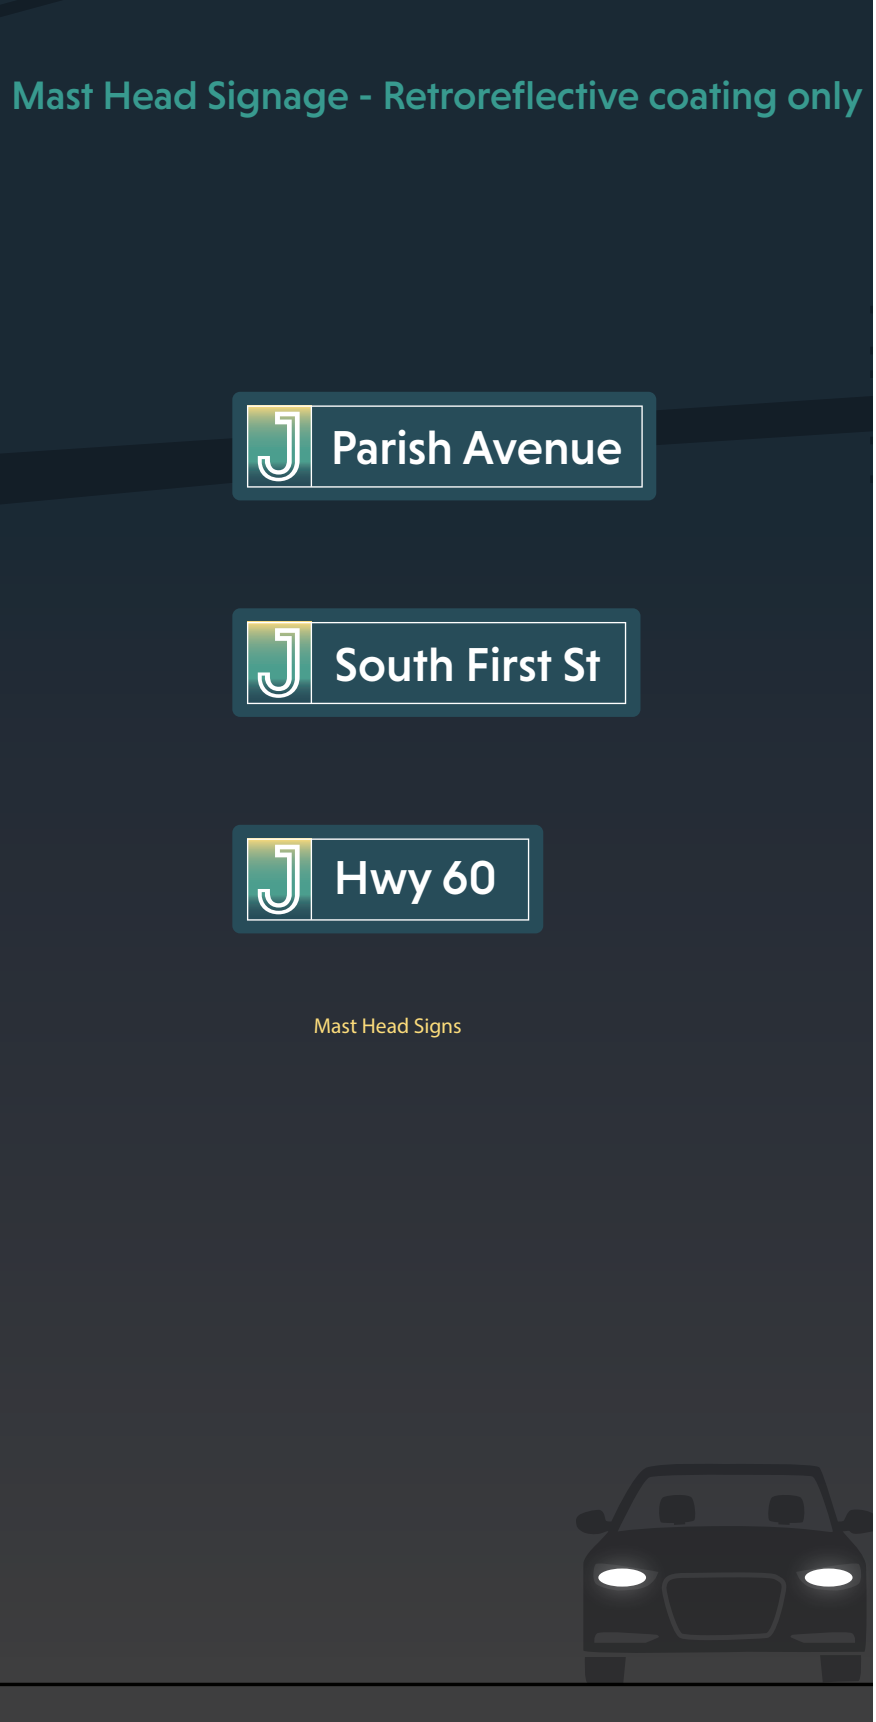 Mast Head Signage - Retroreflective coating only
J Parish Avenue
J South First St
J Hwy 60
Mast Head Signs